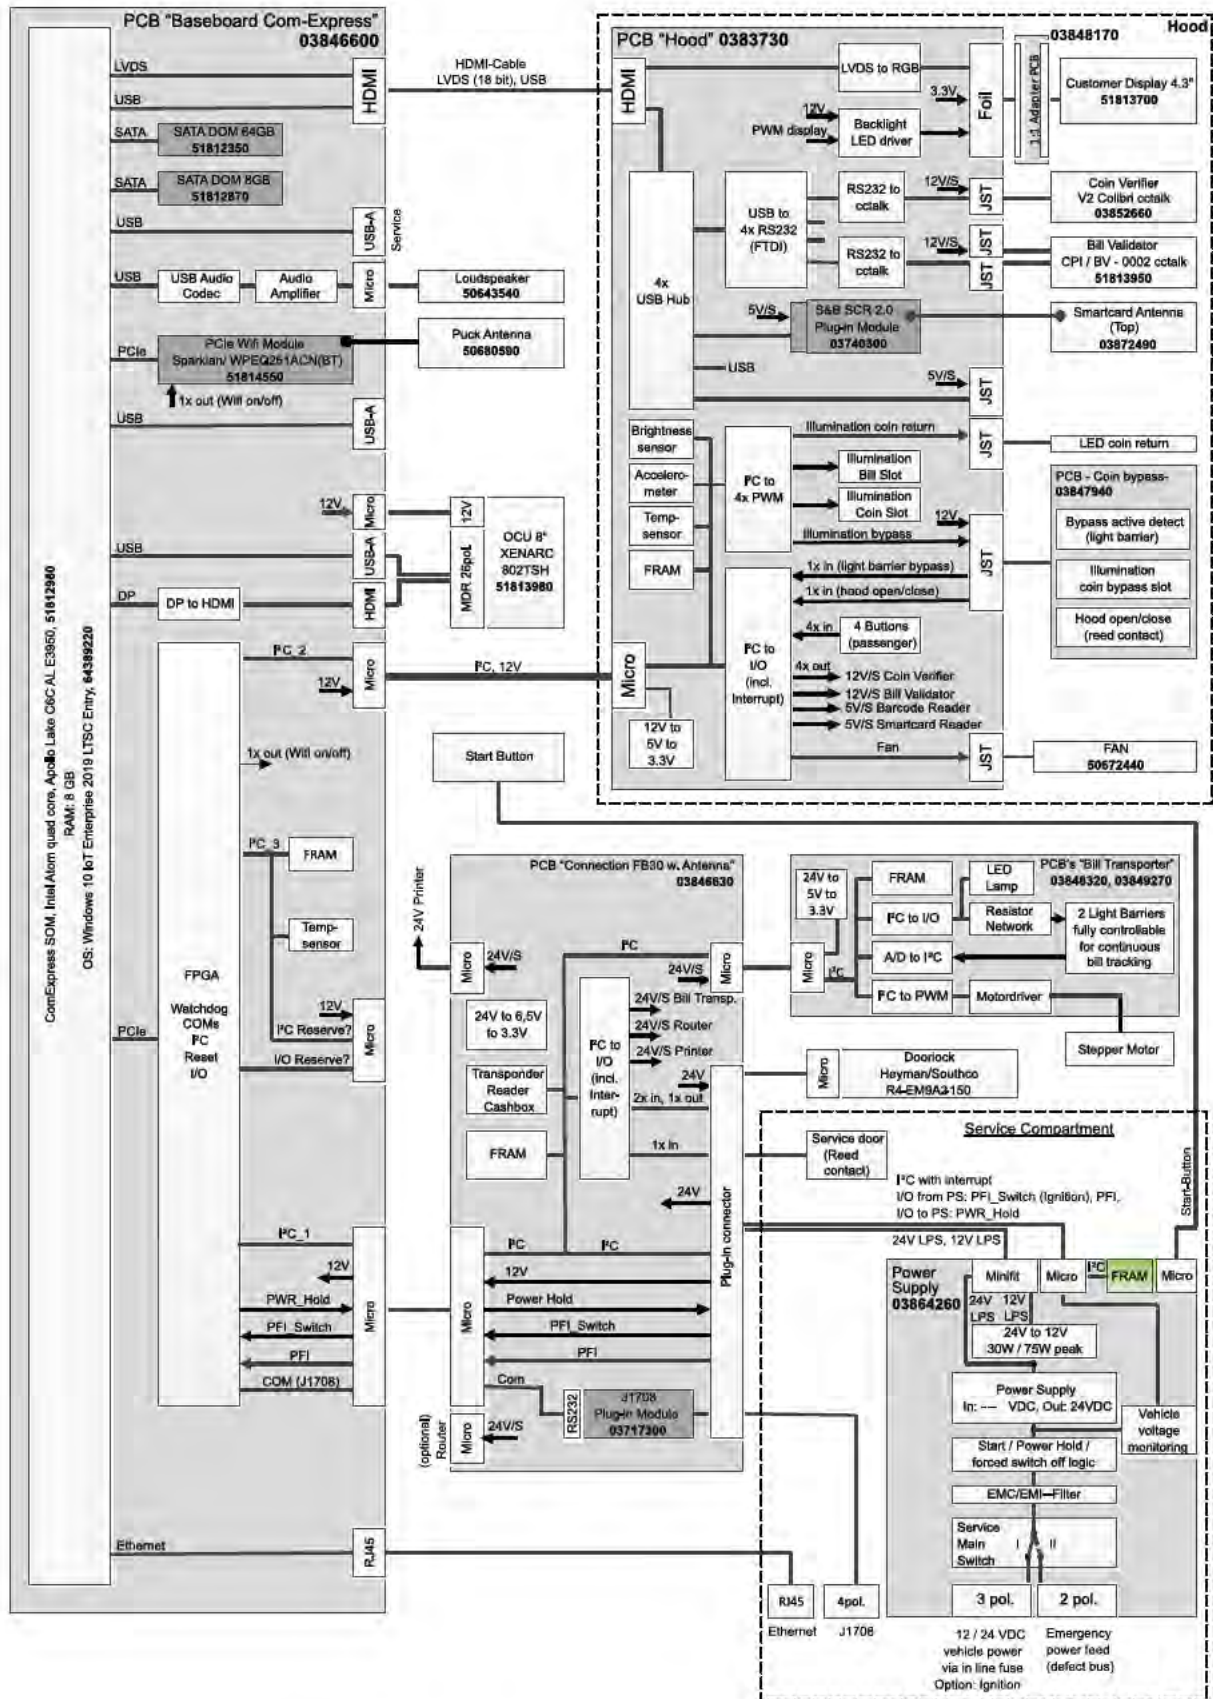 PCB "Baseboard Com-Express"
03846600
ComExpress SOM, Intel Atom quad core, Apollo Lake C6C AL E3950, 51812980
RAM: 8 GB
OS: Windows 10 IoT Enterprise 2019 LTSC Entry, 64389220
LVDS
USB
HDMI
SATA
SATA DOM 64GB
51812350
SATA
SATA DOM 8GB
51812870
USB
USB-A
Service
USB
USB Audio
Codec
Audio
Amplifier
Micro
Loudspeaker
50643540
PCIe
PCIe Wifi Module
Sparklan/ WPEQ261ACN(BT)
51814550
Puck Antenna
50680590
1x out (Wifi on/off)
USB
USB-A
12V
Micro
12V
USB
USB-A
MDR 26pol.
OCU 8"
XENARC
802TSH
51813980
DP
DP to HDMI
HDMI
HDMI-Cable
LVDS (18 bit), USB
I²C_2
12V
Micro
I²C, 12V
1x out (Wifi on/off)
I²C_3
FRAM
Temp-
sensor
PCIe
FPGA
Watchdog
COMs
I²C
Reset
I/O
12V
I²C Reserve?
I/O Reserve?
Micro
I²C_1
12V
PWR_Hold
PFI_Switch
PFI
COM (J1708)
Micro
Ethernet
RJ45
Hood
PCB "Hood" 0383730
03848170
HDMI
LVDS to RGB
3.3V
12V
PWM display
Backlight
LED driver
Foil
1:1 Adapter PCB
Customer Display 4.3"
51813700
4x
USB Hub
USB to
4x RS232
(FTDI)
RS232 to
cctalk
12V/S
JST
Coin Verifier
V2 Colibri cctalk
03852660
RS232 to
cctalk
12V/S
JST
JST
Bill Validator
CPI / BV - 0002 cctalk
51813950
5V/S
S&B SCR 2.0
Plug-in Module
03740300
Smartcard Antenna
(Top)
03872490
USB
5V/S
JST
Brightness
sensor
Accelero-
meter
Temp-
sensor
FRAM
I²C to
4x PWM
Illumination coin return
JST
LED coin return
Illumination
Bill Slot
Illumination
Coin Slot
12V
Illumination bypass
JST
PCB - Coin bypass-
03847940
Bypass active detect
(light barrier)
Illumination
coin bypass slot
Hood open/close
(reed contact)
1x in (light barrier bypass)
1x in (hood open/close)
4x in
4 Buttons
(passenger)
Micro
I²C to
I/O
(incl.
Interrupt)
4x out
12V/S Coin Verifier
12V/S Bill Validator
5V/S Barcode Reader
5V/S Smartcard Reader
12V to
5V to
3.3V
Fan
JST
FAN
50672440
Start Button
PCB "Connection FB30 w. Antenna"
03846630
24V Printer
Micro
24V/S
I²C
24V/S
Micro
24V to 6,5V
to 3.3V
24V/S Bill Transp.
24V/S Router
24V/S Printer
I²C to
I/O
(incl.
Inter-
rupt)
24V
Transponder
Reader
Cashbox
2x in, 1x out
FRAM
1x in
24V
Plug-in connector
I²C
I²C
12V
Power Hold
PFI_Switch
PFI
Micro
Com
RS232
J1708
Plug-in Module
03717300
(optional)
Router
Micro
24V/S
PCB's "Bill Transporter"
03848320, 03849270
24V to
5V to
3.3V
Micro
I²C
FRAM
LED
Lamp
I²C to I/O
Resistor
Network
2 Light Barriers
fully controllable
for continuous
bill tracking
A/D to I²C
I²C to PWM
Motordriver
Stepper Motor
Micro
Doorlock
Heyman/Southco
R4-EM9A2-150
Service Compartment
Service door
(Reed
contact)
I²C with interrupt
I/O from PS: PFI_Switch (Ignition), PFI,
I/O to PS: PWR_Hold
24V LPS, 12V LPS
Start-Button
Power
Supply
03864260
Minifit
Micro
I²C
FRAM
Micro
24V
LPS
12V
LPS
24V to 12V
30W / 75W peak
Power Supply
In: --- VDC, Out: 24VDC
Vehicle
voltage
monitoring
Start / Power Hold /
forced switch off logic
EMC/EMI-Filter
Service
Main
Switch
I
II
3 pol.
2 pol.
12 / 24 VDC
vehicle power
via in line fuse
Option: Ignition
Emergency
power feed
(defect bus)
RJ45
Ethernet
4pol.
J1708